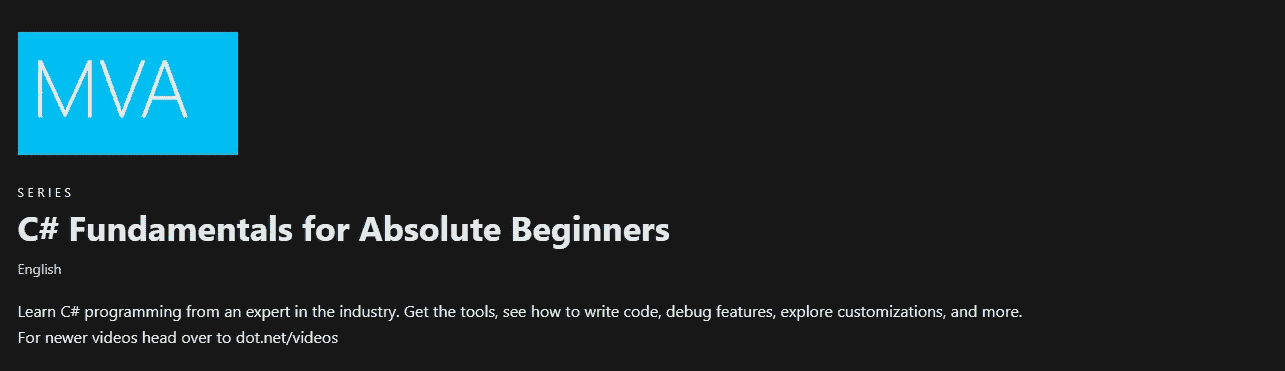 MVA
SERIES
C# Fundamentals for Absolute Beginners
English
Learn C# programming from an expert in the industry. Get the tools, see how to write code, debug features, explore customizations, and more.
For newer videos head over to dot.net/videos